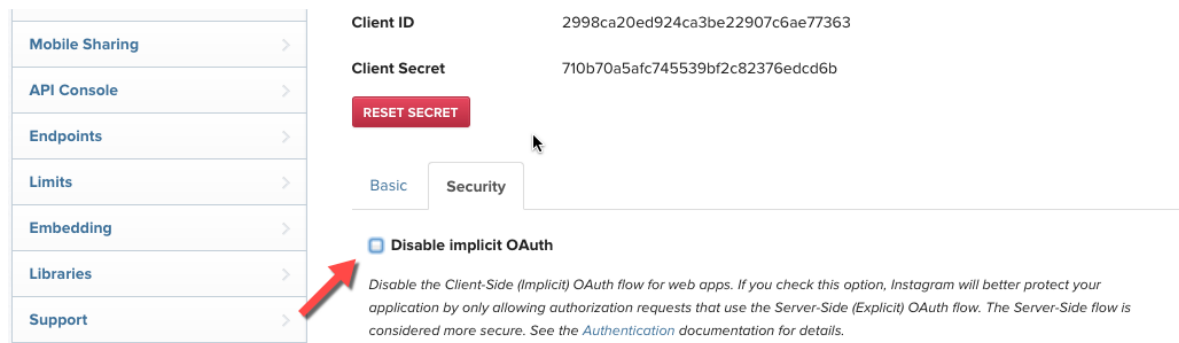 Client ID 2998ca20ed924ca3be22907c6ae77363
Mobile Sharing
Client Secret 710b70a5afc745539bf2c82376edcd6b
API Console
RESET SECRET
Endpoints
Limits
Basic Security
Embedding
Disable implicit OAuth
Libraries
Disable the Client-Side (Implicit) OAuth flow for web apps. If you check this option, Instagram will better protect your
application by only allowing authorization requests that use the Server-Side (Explicit) OAuth flow. The Server-Side flow is
Support
considered more secure. See the Authentication documentation for details.